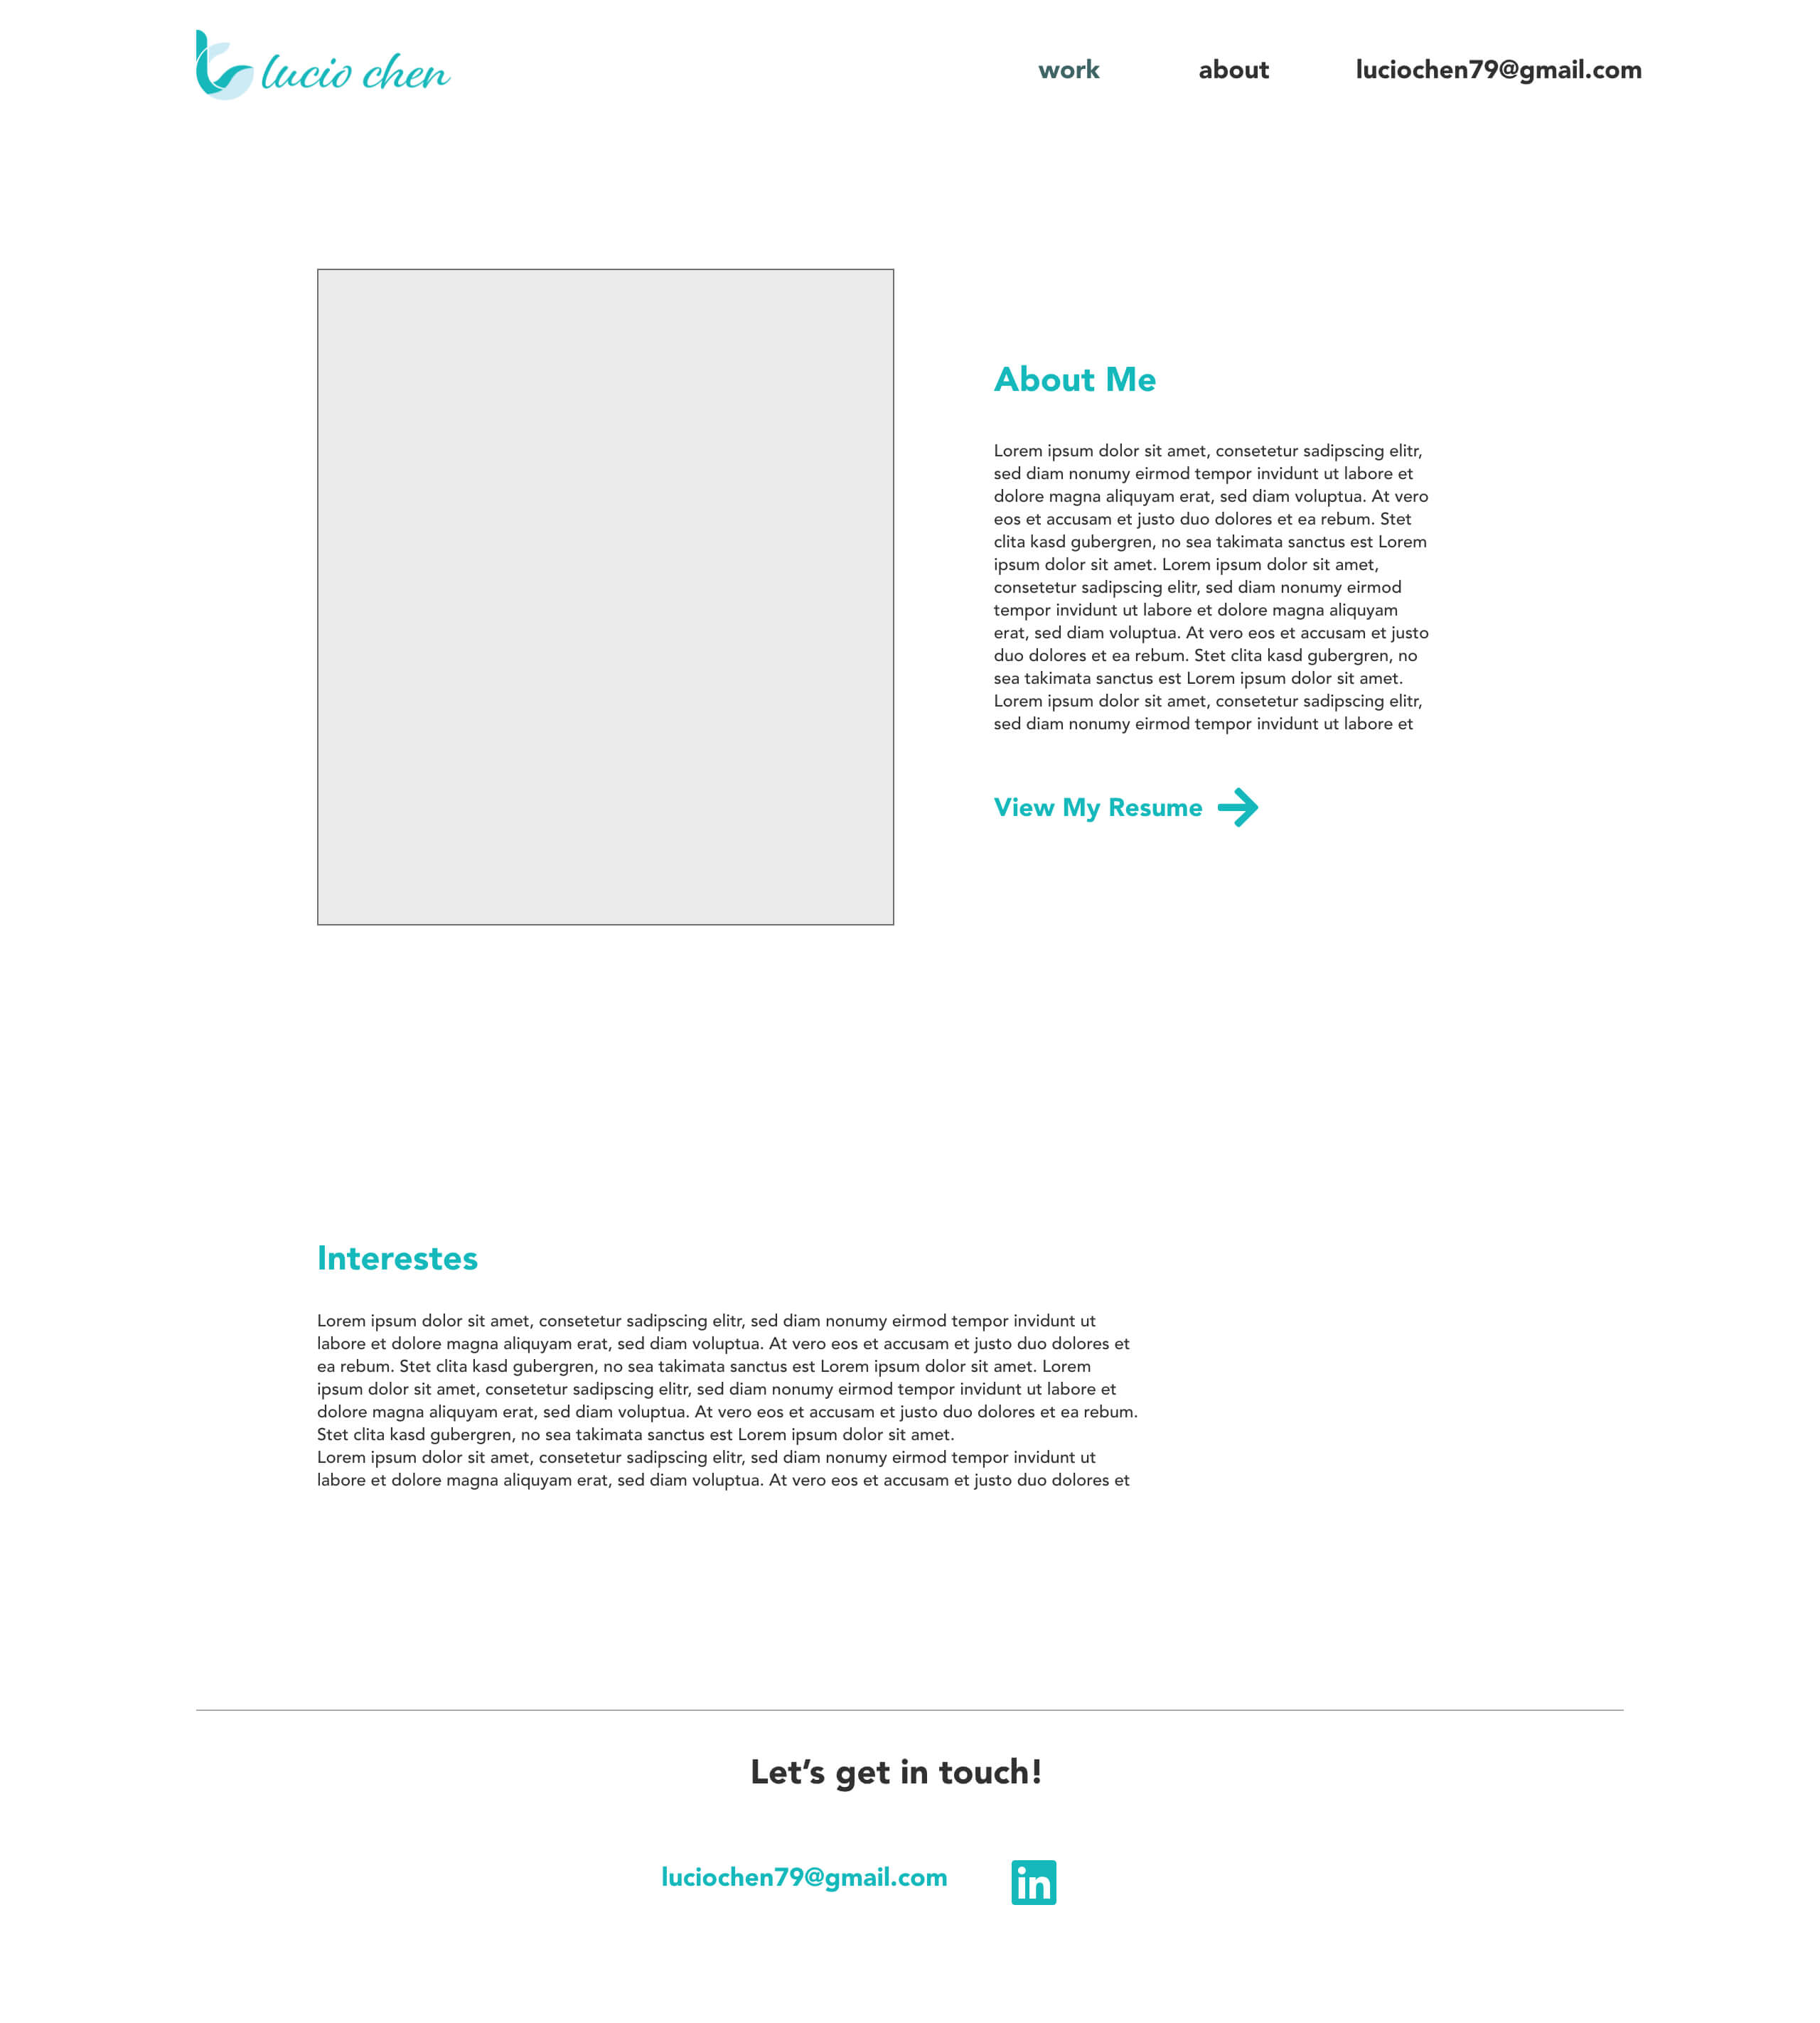 lucio chen
work about luciochen79@gmail.com
About Me
Lorem ipsum dolor sit amet, consetetur sadipscing elitr,
sed diam nonumy eirmod tempor invidunt ut labore et
dolore magna aliquyam erat, sed diam voluptua. At vero
eos et accusam et justo duo dolores et ea rebum. Stet
clita kasd gubergren, no sea takimata sanctus est Lorem
ipsum dolor sit amet. Lorem ipsum dolor sit amet,
consetetur sadipscing elitr, sed diam nonumy eirmod
tempor invidunt ut labore et dolore magna aliquyam
erat, sed diam voluptua. At vero eos et accusam et justo
duo dolores et ea rebum. Stet clita kasd gubergren, no
sea takimata sanctus est Lorem ipsum dolor sit amet.
Lorem ipsum dolor sit amet, consetetur sadipscing elitr,
sed diam nonumy eirmod tempor invidunt ut labore et
View My Resume
Interestes
Lorem ipsum dolor sit amet, consetetur sadipscing elitr, sed diam nonumy eirmod tempor invidunt ut
labore et dolore magna aliquyam erat, sed diam voluptua. At vero eos et accusam et justo duo dolores et
ea rebum. Stet clita kasd gubergren, no sea takimata sanctus est Lorem ipsum dolor sit amet. Lorem
ipsum dolor sit amet, consetetur sadipscing elitr, sed diam nonumy eirmod tempor invidunt ut labore et
dolore magna aliquyam erat, sed diam voluptua. At vero eos et accusam et justo duo dolores et ea rebum.
Stet clita kasd gubergren, no sea takimata sanctus est Lorem ipsum dolor sit amet.
Lorem ipsum dolor sit amet, consetetur sadipscing elitr, sed diam nonumy eirmod tempor invidunt ut
labore et dolore magna aliquyam erat, sed diam voluptua. At vero eos et accusam et justo duo dolores et
Let’s get in touch!
luciochen79@gmail.com
in